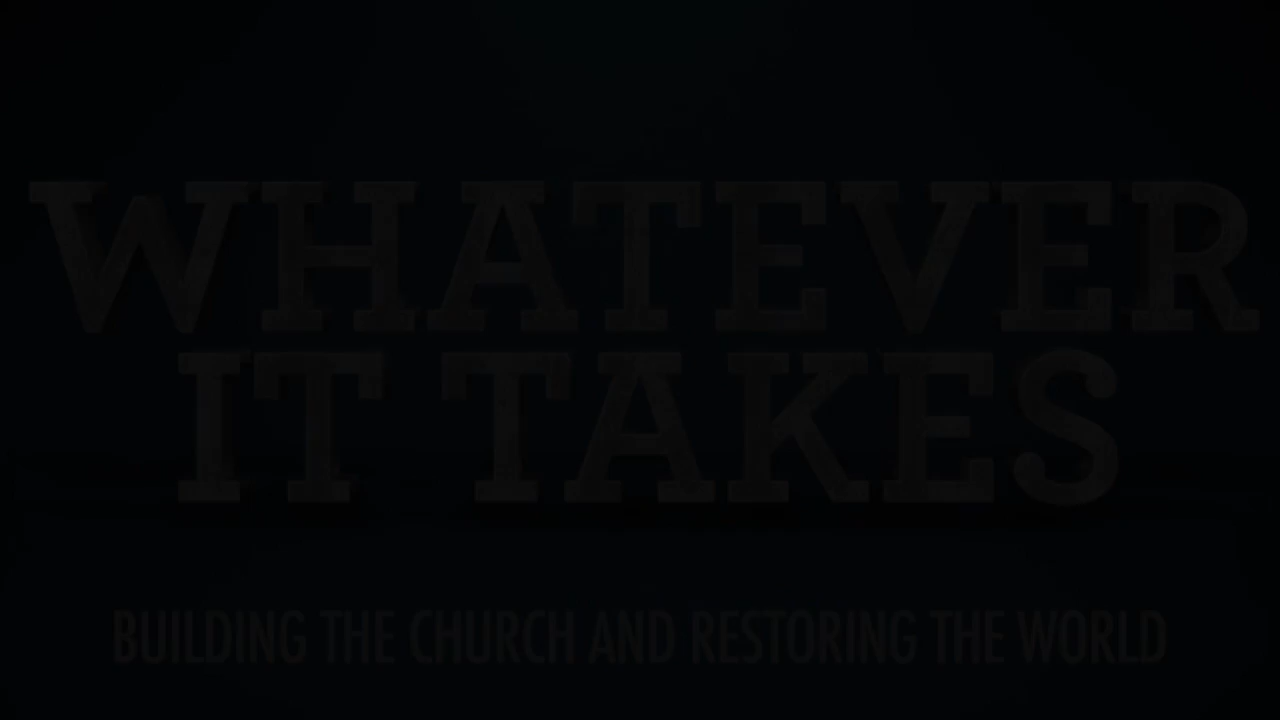 WHATEVER
IT TAKES
BUILDING THE CHURCH AND RESTORING THE WORLD